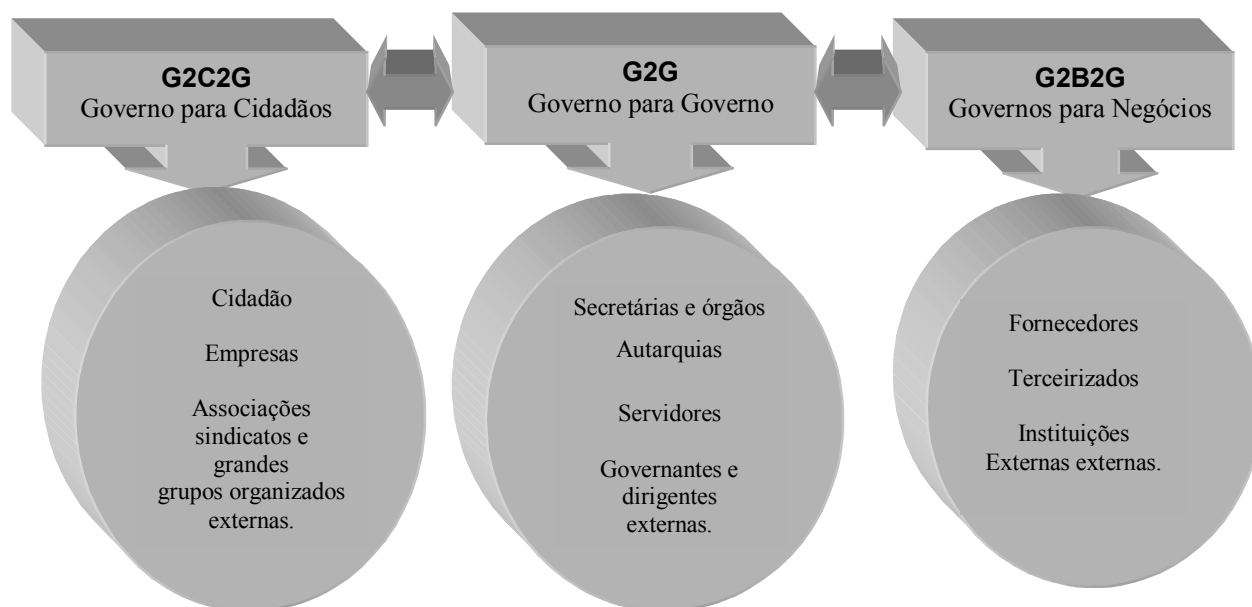 G2C2G
Governo para Cidadãos
G2G
Governo para Governo
G2B2G
Governos para Negócios
Cidadão
Empresas
Associações
sindicatos e
grandes
grupos organizados
externas.
Secretárias e órgãos
Autarquias
Servidores
Governantes e
dirigentes
externas.
Fornecedores
Terceirizados
Instituições
Externas externas.